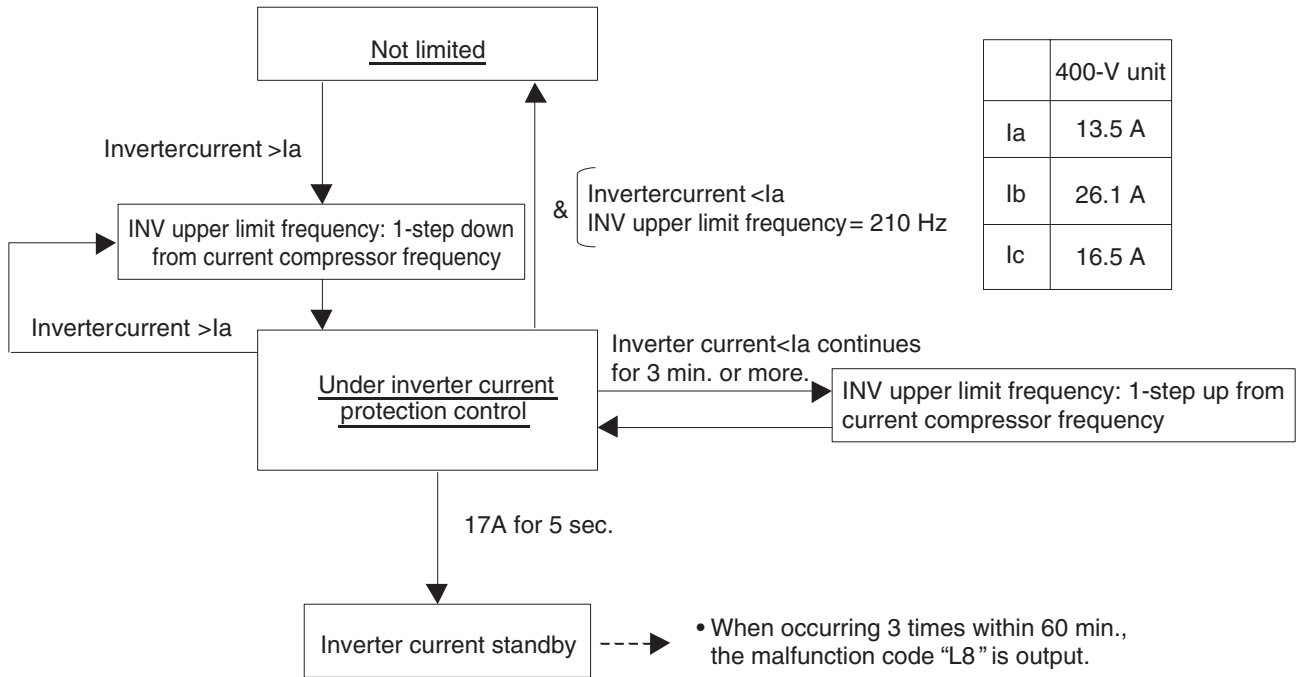 Not limited
Invertercurrent >Ia
& Invertercurrent <Ia
INV upper limit frequency= 210 Hz
INV upper limit frequency: 1-step down
from current compressor frequency
Invertercurrent >Ia
Under inverter current
protection control
Inverter current<Ia continues
for 3 min. or more.
INV upper limit frequency: 1-step up from
current compressor frequency
17A for 5 sec.
Inverter current standby
• When occurring 3 times within 60 min.,
the malfunction code “L8” is output.
400-V unit
Ia 13.5 A
Ib 26.1 A
Ic 16.5 A